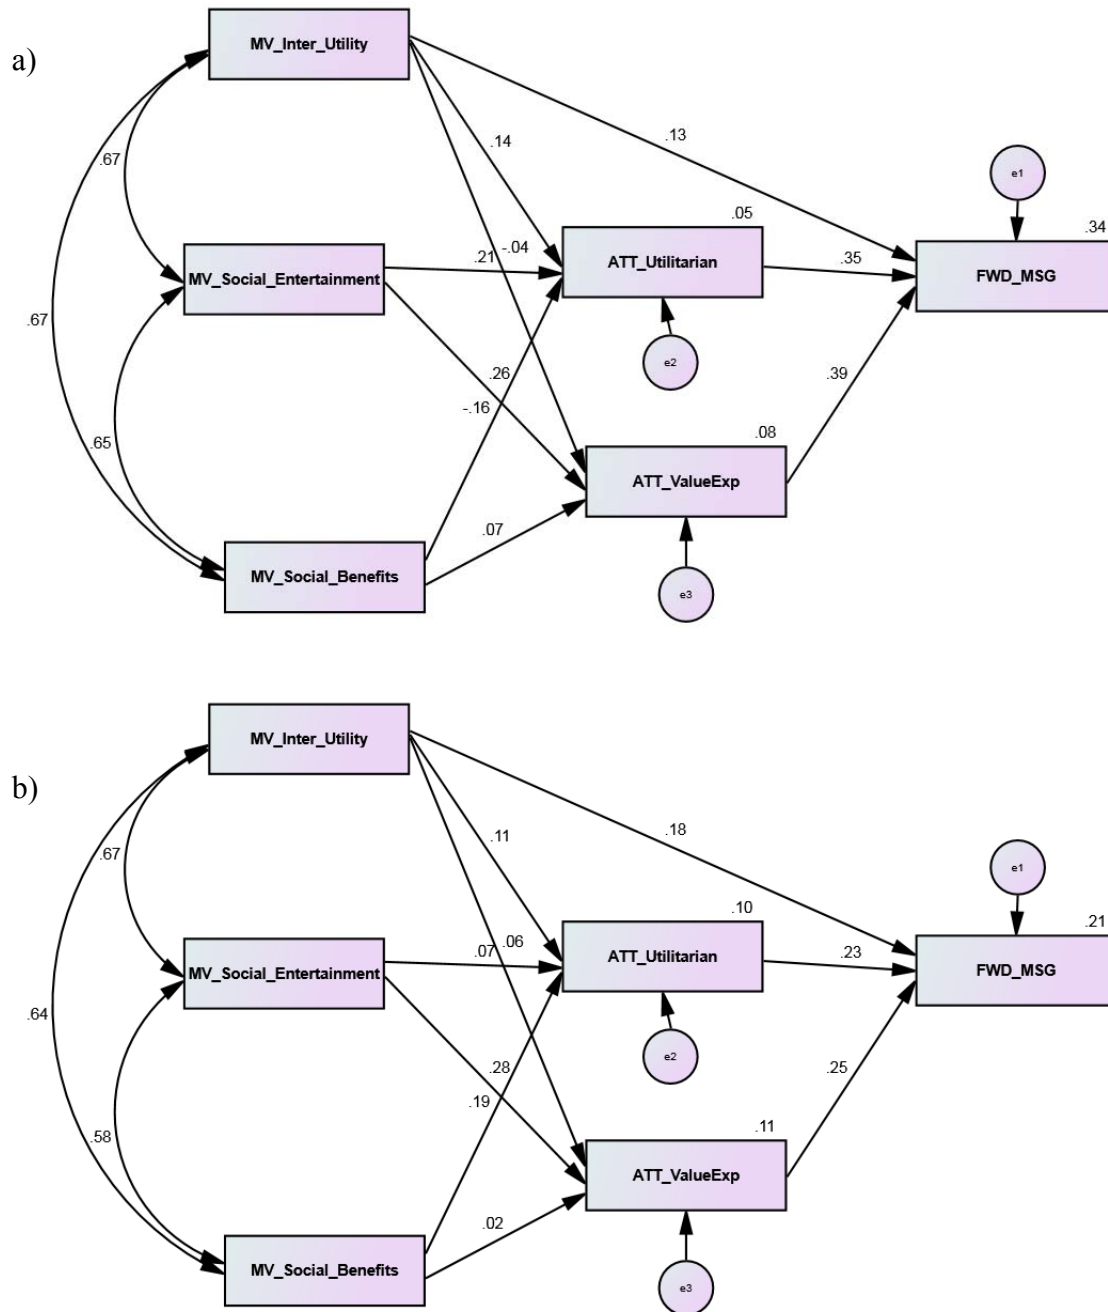 a)
MV_Inter_Utility
.67
.14
.13
e1
.05
.34
MV_Social_Entertainment
.21
-.04
ATT_Utilitarian
.35
FWD_MSG
.67
e2
.26
.39
-.16
.65
.08
ATT_ValueExp
.07
MV_Social_Benefits
e3
b)
MV_Inter_Utility
.67
.11
.18
e1
.10
.21
MV_Social_Entertainment
.07
.06
ATT_Utilitarian
.23
FWD_MSG
.64
e2
.28
.25
.19
.58
.11
ATT_ValueExp
.02
MV_Social_Benefits
e3